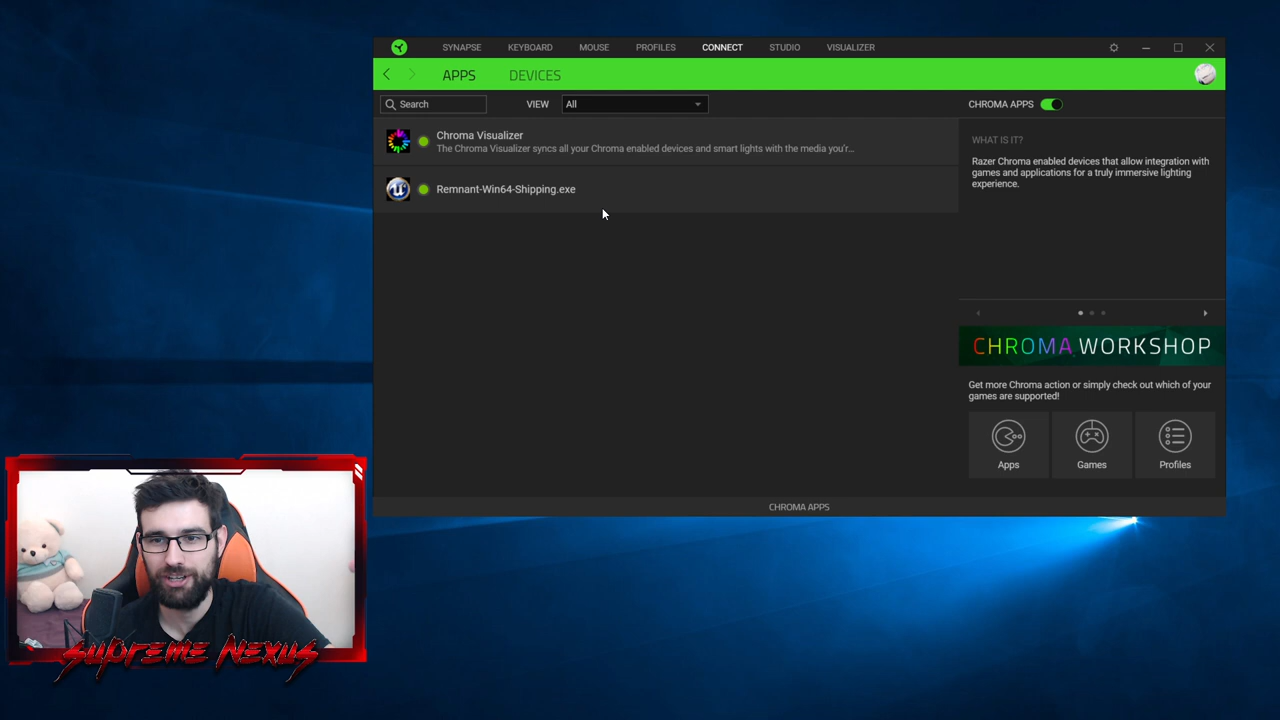 SYNAPSE KEYBOARD MOUSE PROFILES CONNECT STUDIO VISUALIZER
APPS DEVICES
Search VIEW All CHROMA APPS
Chroma Visualizer
The Chroma Visualizer syncs all your Chroma enabled devices and smart lights with the media you'r...
Remnant-Win64-Shipping.exe
WHAT IS IT?
Razer Chroma enabled devices that allow integration with
games and applications for a truly immersive lighting
experience.
CHROMA WORKSHOP
Get more Chroma action or simply check out which of your
games are supported!
Apps Games Profiles
CHROMA APPS
Supreme Nexus